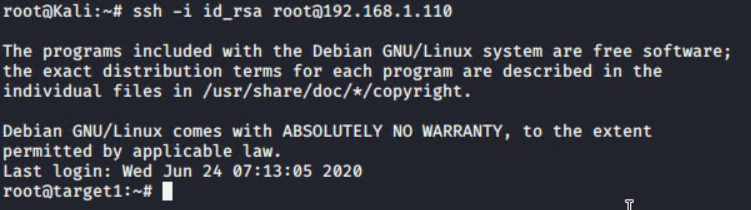 root@Kali:~# ssh -i id_rsa root@192.168.1.110
The programs included with the Debian GNU/Linux system are free software;
the exact distribution terms for each program are described in the
individual files in /usr/share/doc/*/copyright.
Debian GNU/Linux comes with ABSOLUTELY NO WARRANTY, to the extent
permitted by applicable law.
Last login: Wed Jun 24 07:13:05 2020
root@target1:~#